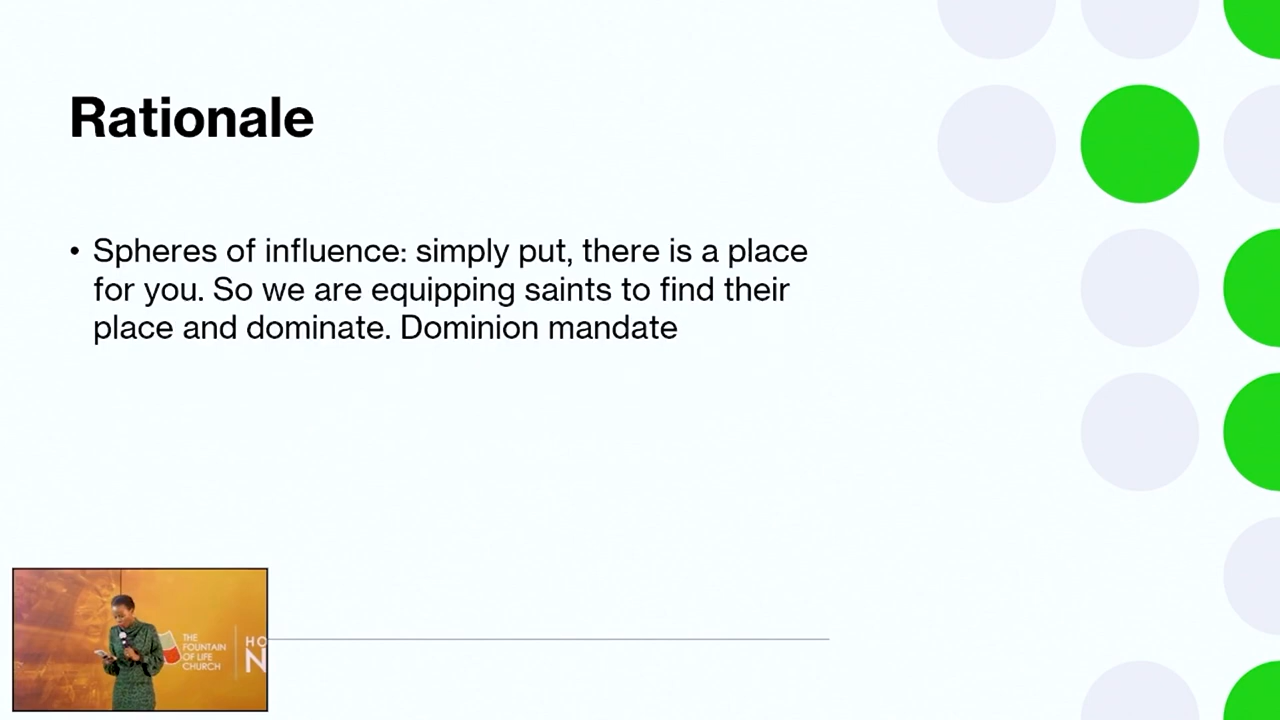 Rationale
• Spheres of influence: simply put, there is a place
for you. So we are equipping saints to find their
place and dominate. Dominion mandate
THE
FOUNTAIN
OF LIFE
CHURCH
HO
N